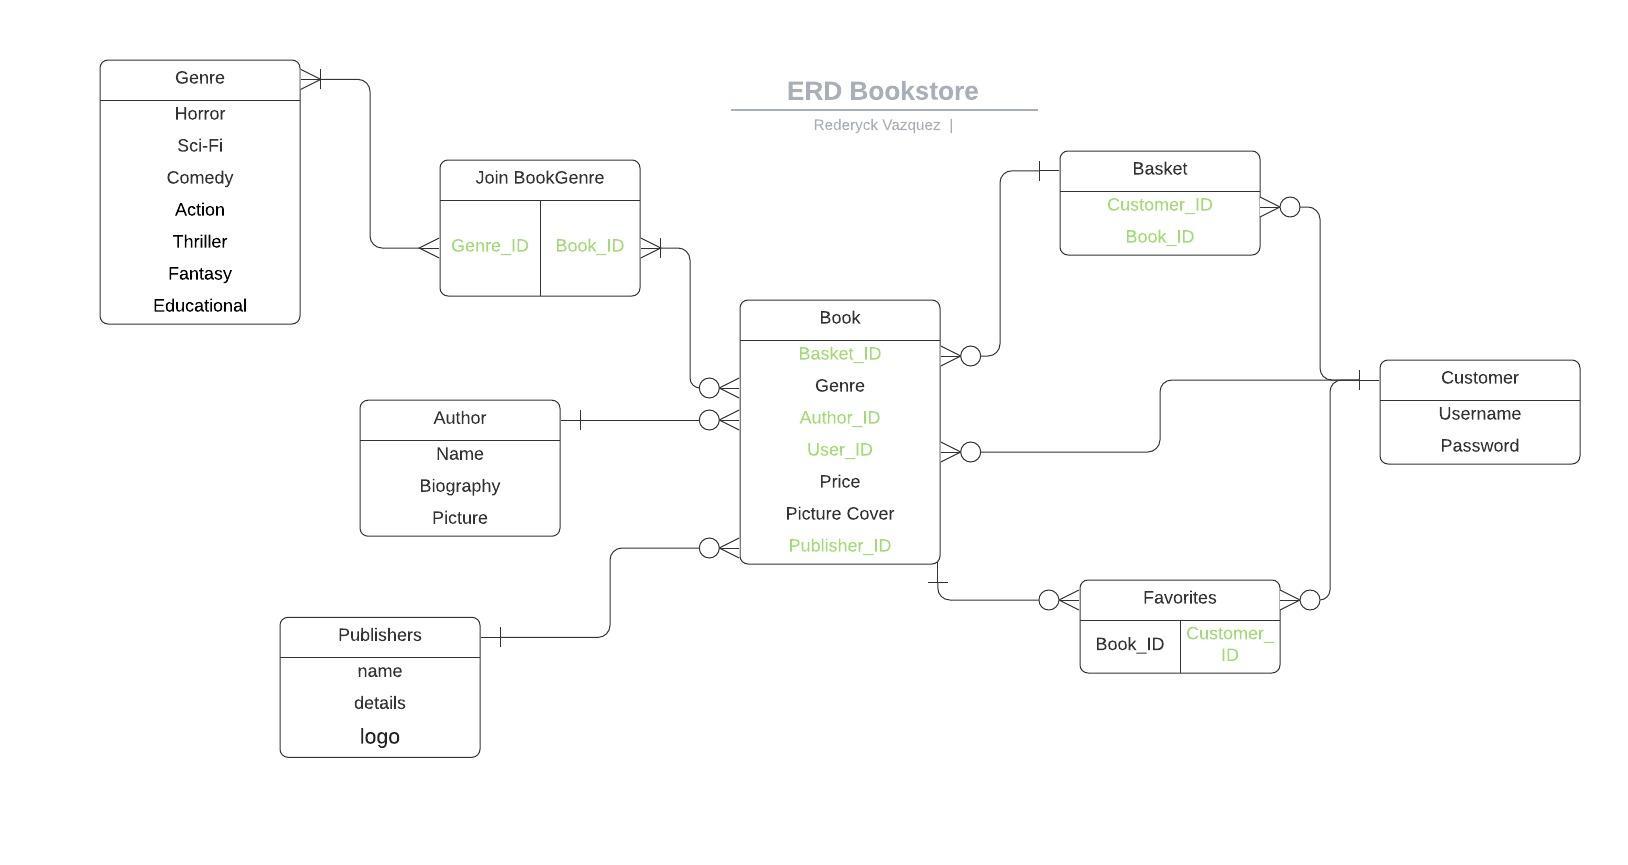 ERD Bookstore
Rederyck Vazquez |
Genre
Horror
Sci-Fi
Comedy
Action
Thriller
Fantasy
Educational
Join BookGenre
Genre_ID
Book_ID
Author
Name
Biography
Picture
Publishers
name
details
logo
Book
Basket_ID
Genre
Author_ID
User_ID
Price
Picture Cover
Publisher_ID
Basket
Customer_ID
Book_ID
Customer
Username
Password
Favorites
Book_ID
Customer_
ID